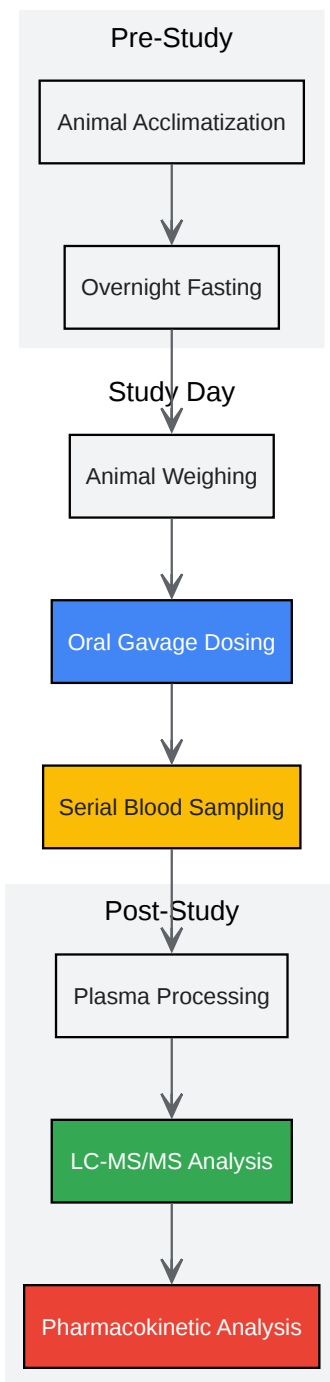 Pre-Study
Animal Acclimatization
Overnight Fasting
Study Day
Animal Weighing
Oral Gavage Dosing
Serial Blood Sampling
Post-Study
Plasma Processing
LC-MS/MS Analysis
Pharmacokinetic Analysis